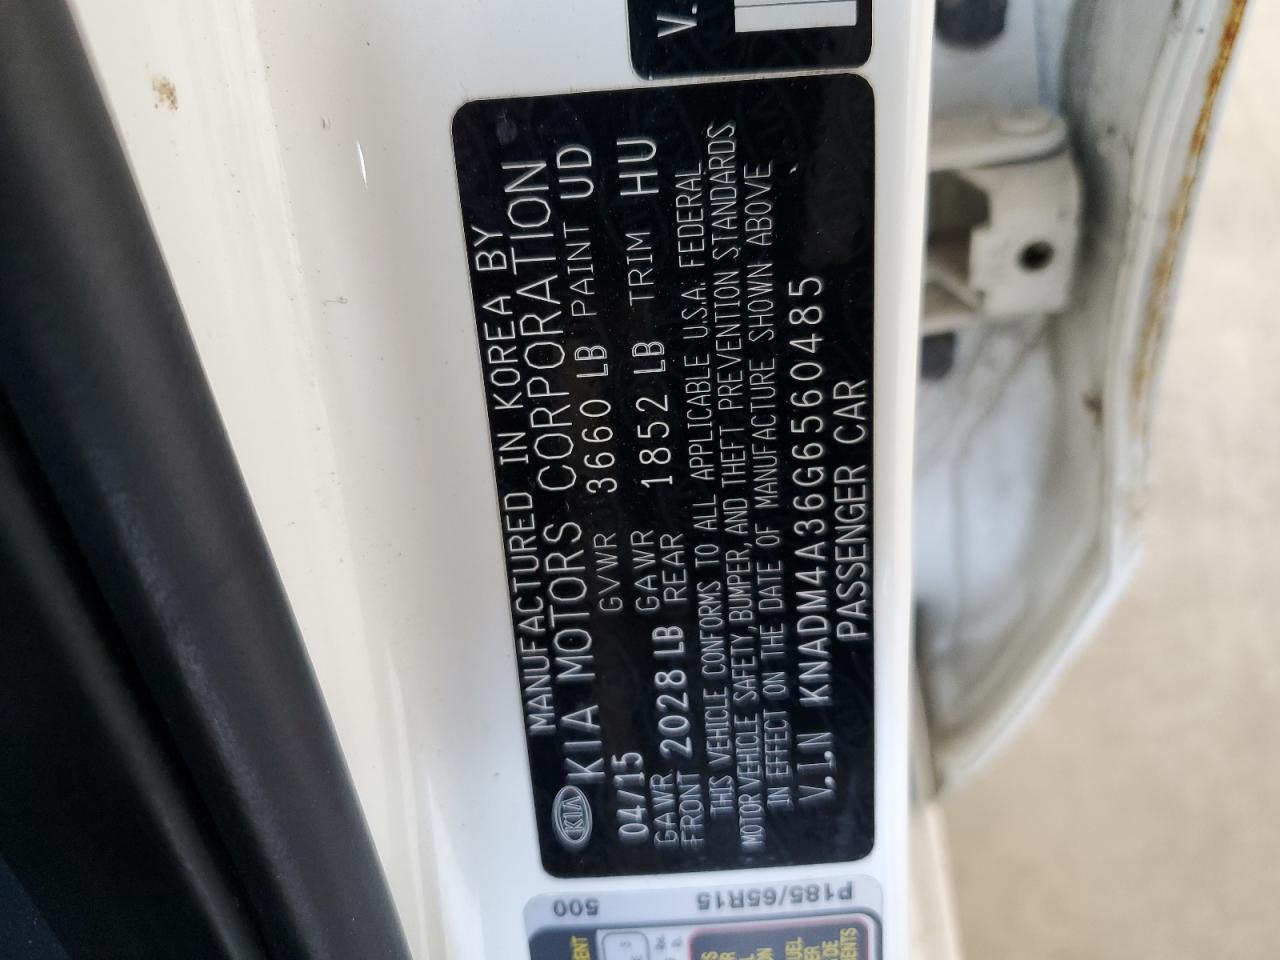 V.
MANUFACTURED IN KOREA BY
KIA KIA MOTORS CORPORATION
04/15 GVWR 3660 LB PAINT UD
GAWR FRONT 2028 LB GAWR REAR 1852 LB TRIM HU
THIS VEHICLE CONFORMS TO ALL APPLICABLE U.S.A. FEDERAL
MOTOR VEHICLE SAFETY, BUMPER, AND THEFT PREVENTION STANDARDS
IN EFFECT ON THE DATE OF MANUFACTURE SHOWN ABOVE
V.I.N KNADM4A36G6560485
PASSENGER CAR
500
P185/65R15